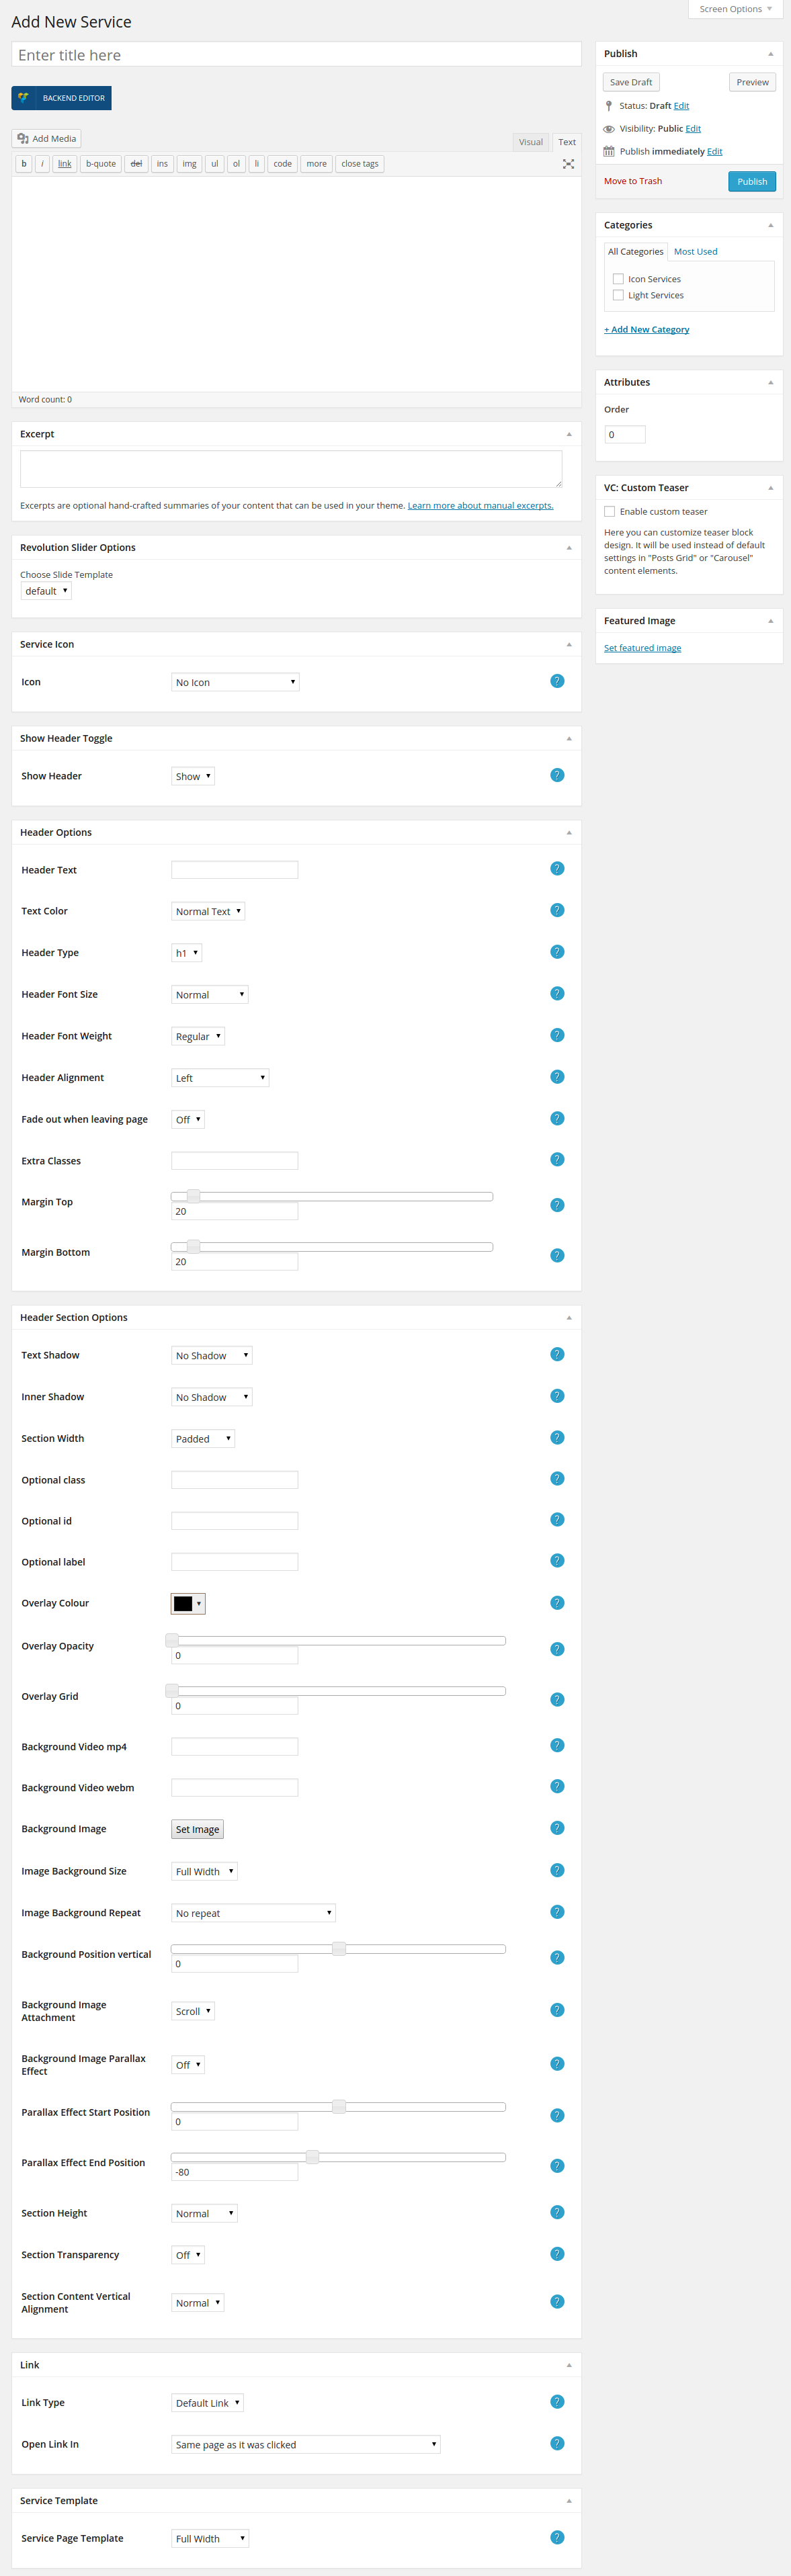 Screen Options
Add New Service
Enter title here
BACKEND EDITOR
Add Media
Visual
Text
b
i
link
b-quote
del
ins
img
ul
ol
li
code
more
close tags
Word count: 0
Excerpt
Excerpts are optional hand-crafted summaries of your content that can be used in your theme. Learn more about manual excerpts.
Revolution Slider Options
Choose Slide Template
default
Service Icon
Icon
No Icon
?
Show Header Toggle
Show Header
Show
?
Header Options
Header Text
?
Text Color
Normal Text
?
Header Type
h1
?
Header Font Size
Normal
?
Header Font Weight
Regular
?
Header Alignment
Left
?
Fade out when leaving page
Off
?
Extra Classes
?
Margin Top
20
?
Margin Bottom
20
?
Header Section Options
Text Shadow
No Shadow
?
Inner Shadow
No Shadow
?
Section Width
Padded
?
Optional class
?
Optional id
?
Optional label
?
Overlay Colour
?
Overlay Opacity
0
?
Overlay Grid
0
?
Background Video mp4
?
Background Video webm
?
Background Image
Set Image
?
Image Background Size
Full Width
?
Image Background Repeat
No repeat
?
Background Position vertical
0
?
Background Image
Attachment
Scroll
?
Background Image Parallax
Effect
Off
?
Parallax Effect Start Position
0
?
Parallax Effect End Position
-80
?
Section Height
Normal
?
Section Transparency
Off
?
Section Content Vertical
Alignment
Normal
?
Link
Link Type
Default Link
?
Open Link In
Same page as it was clicked
?
Service Template
Service Page Template
Full Width
?
Publish
Save Draft
Preview
Status: Draft Edit
Visibility: Public Edit
Publish immediately Edit
Move to Trash
Publish
Categories
All Categories
Most Used
Icon Services
Light Services
+ Add New Category
Attributes
Order
0
VC: Custom Teaser
Enable custom teaser
Here you can customize teaser block
design. It will be used instead of default
settings in "Posts Grid" or "Carousel"
content elements.
Featured Image
Set featured image